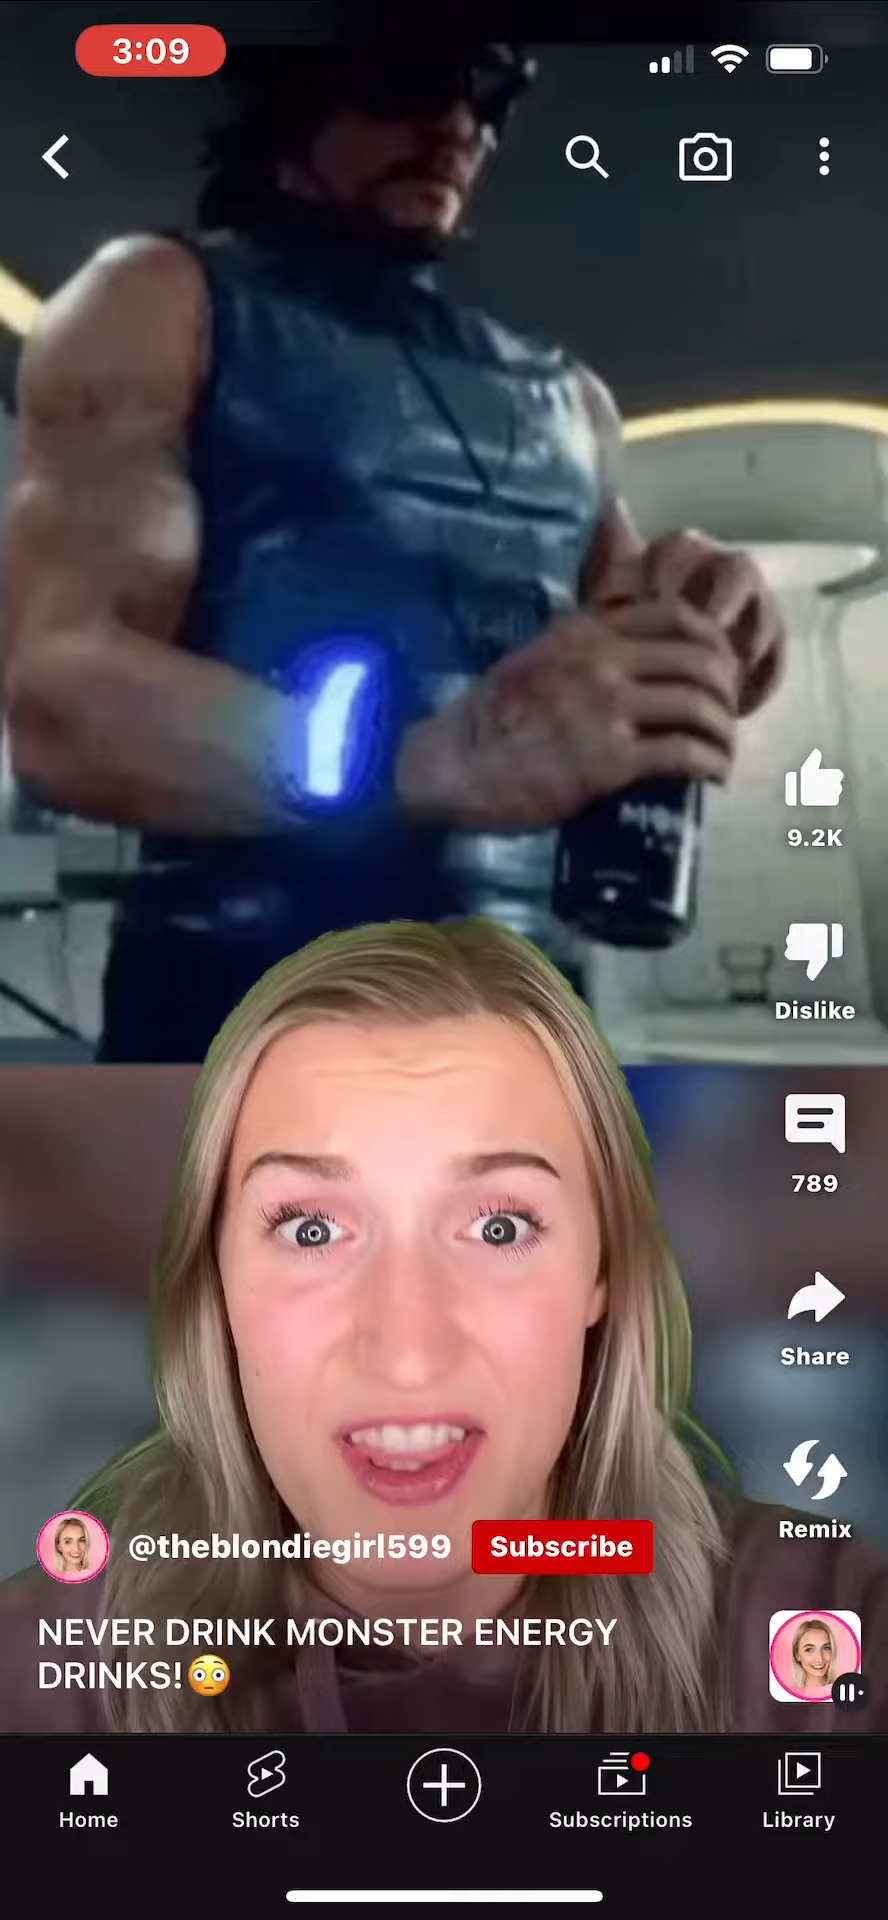 3:09
9.2K
Dislike
789
Share
Remix
@theblondiegirl599 Subscribe
NEVER DRINK MONSTER ENERGY
DRINKS!😳
Home Shorts Subscriptions Library